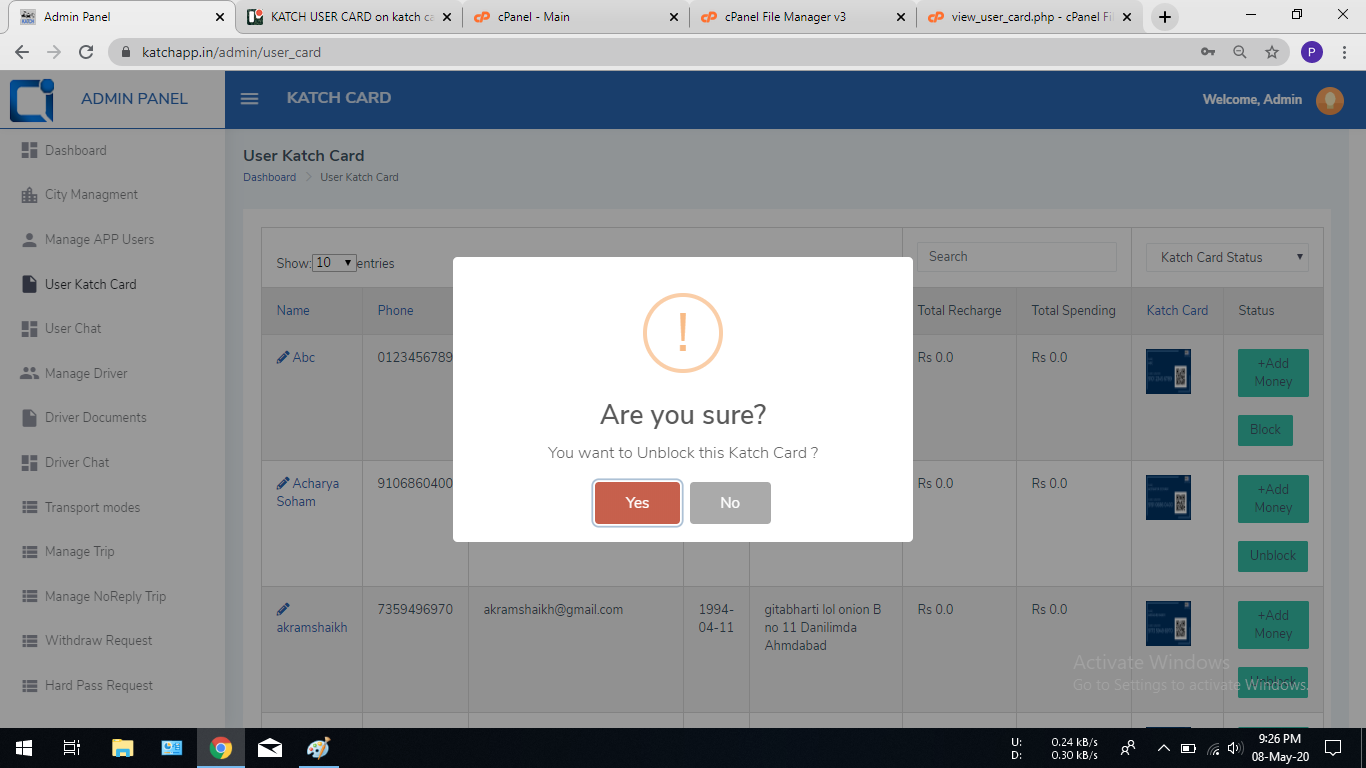 Admin Panel
KATCH USER CARD on katch ca
cPanel - Main
cPanel File Manager v3
view_user_card.php - cPanel Fi
katchapp.in/admin/user_card
P
ADMIN PANEL
KATCH CARD
Welcome, Admin
Dashboard
City Managment
Manage APP Users
User Katch Card
User Chat
Manage Driver
Driver Documents
Driver Chat
Transport modes
Manage Trip
Manage NoReply Trip
Withdraw Request
Hard Pass Request
User Katch Card
Dashboard > User Katch Card
Show: 10 entries
Search
Katch Card Status
Name
Phone
Total Recharge
Total Spending
Katch Card
Status
Abc
0123456789
Rs 0.0
Rs 0.0
+Add
Money
Block
Acharya
Soham
9106860400
Rs 0.0
Rs 0.0
+Add
Money
Unblock
akramshaikh
7359496970
akramshaikh@gmail.com
1994-
04-11
gitabharti lol onion B
no 11 Danilimda
Ahmdabad
Rs 0.0
Rs 0.0
+Add
Money
Unblock
!
Are you sure?
You want to Unblock this Katch Card ?
Yes
No
Activate Windows
Go to Settings to activate Windows.
U: 0.24 kB/s
D: 0.30 kB/s
9:26 PM
08-May-20